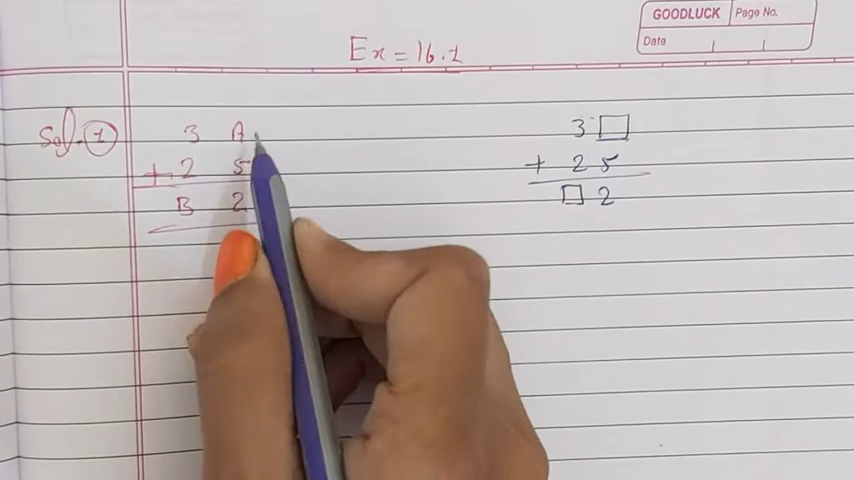 GOODLUCK Page No.
Date
Ex = 16.1
Sol. 1 3 A 3 □
+ 2 5 + 2 5
B 2 □ 2